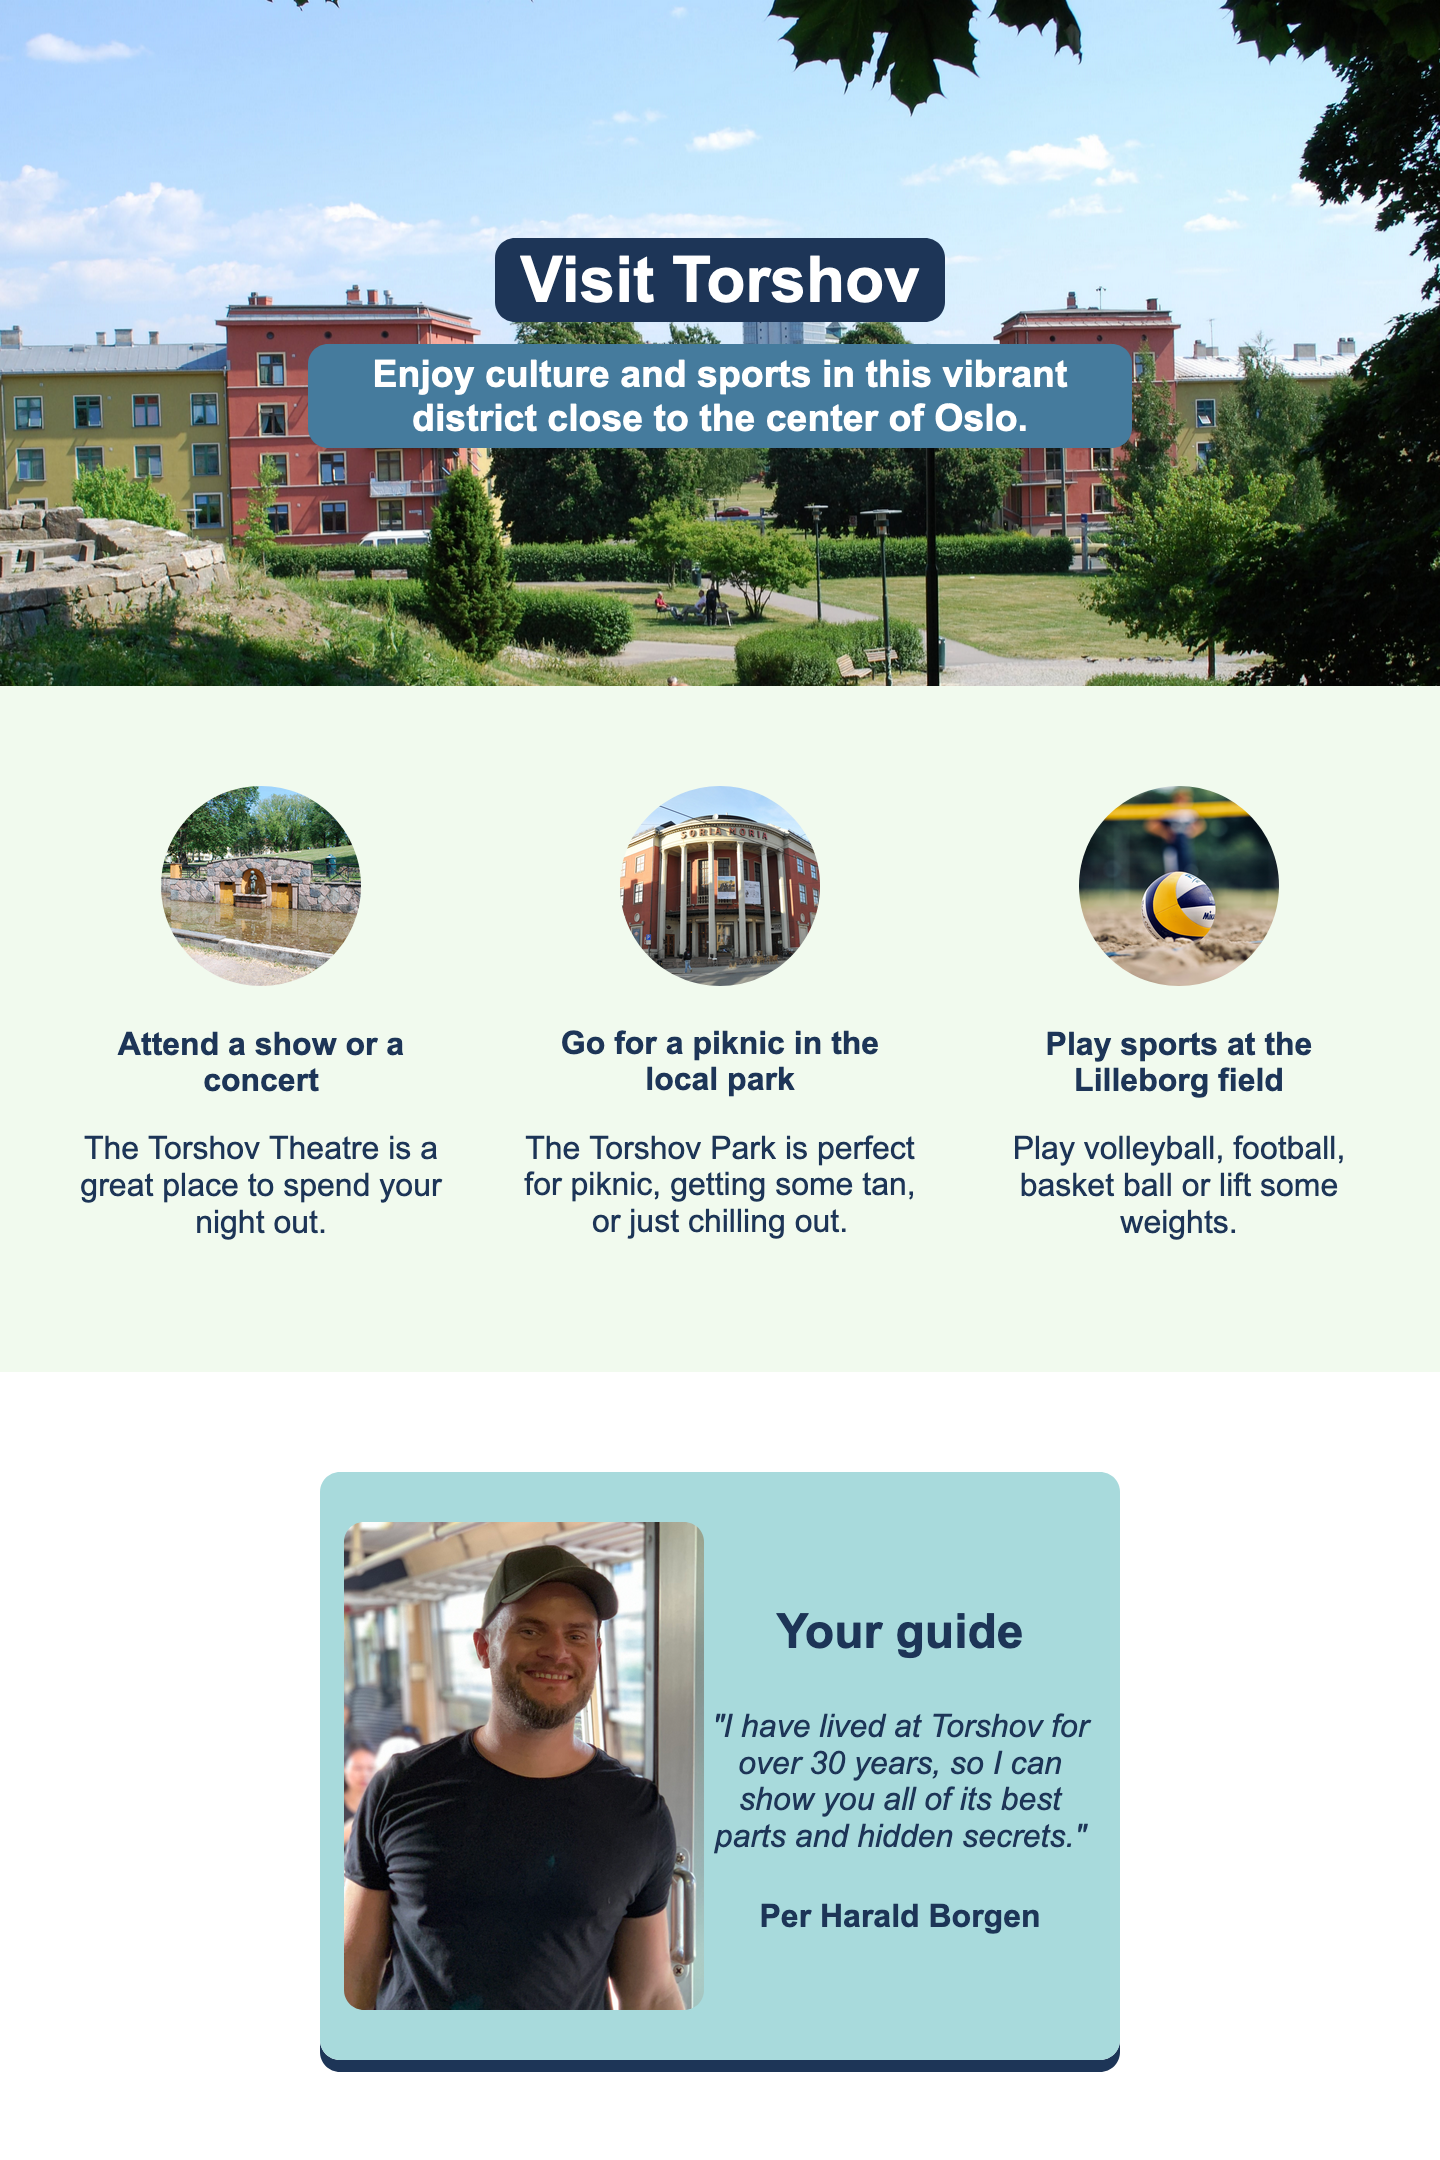 Visit Torshov
Enjoy culture and sports in this vibrant
district close to the center of Oslo.
SORIA MORIA
Attend a show or a
concert
The Torshov Theatre is a
great place to spend your
night out.
Go for a piknic in the
local park
The Torshov Park is perfect
for piknic, getting some tan,
or just chilling out.
Play sports at the
Lilleborg field
Play volleyball, football,
basket ball or lift some
weights.
Your guide
"I have lived at Torshov for
over 30 years, so I can
show you all of its best
parts and hidden secrets."
Per Harald Borgen